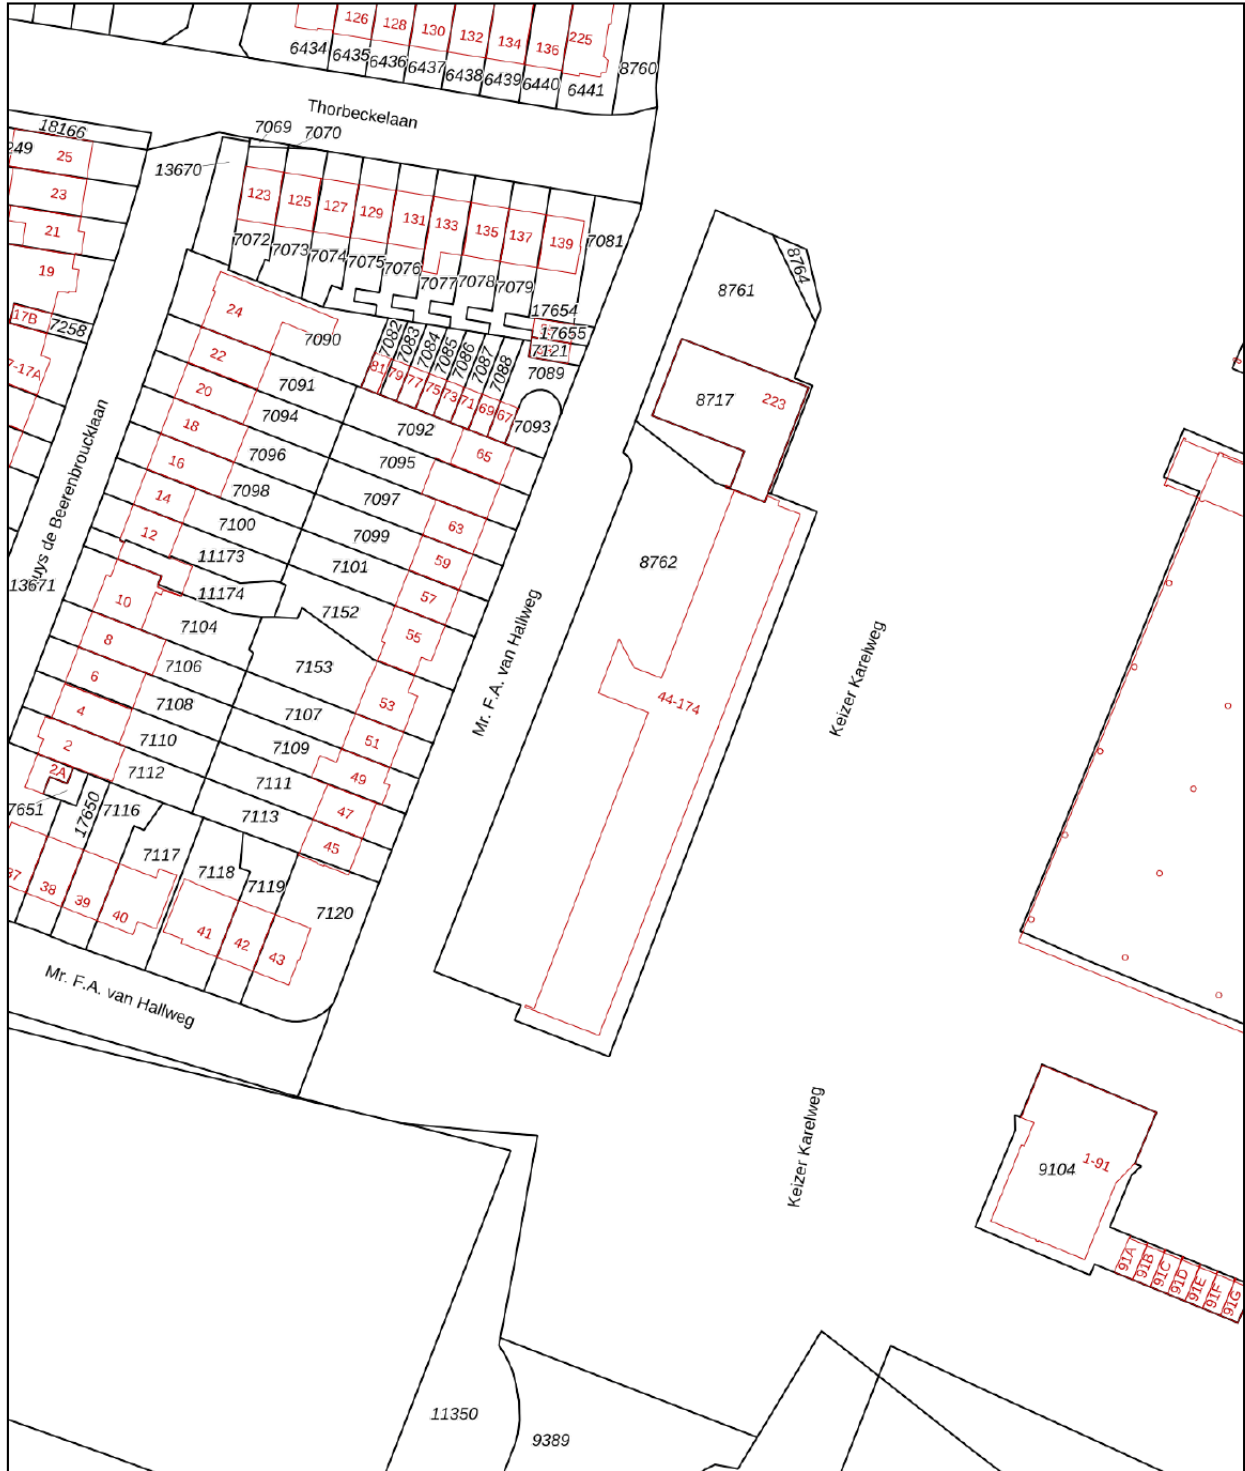 126 128 130 132 134 136 225
6434 6435 6436 6437 6438 6439 6440 6441 8760
Thorbeckelaan
18166 7069 7070
249 25 13670
23 123 125 127 129 131 133 135 137 139
21 7072 7073 7074 7075 7076 7077 7078 7079 7081
19 8764
8761
17B 7258 24 7090 17654
17655
7082 7083 7084 7085 7086 7087 7088 7121
7089
7-17A 22 7091 81 79 77 75 73 71 69 67
20 7094 7092 7093 8717 223
18 7096 7095 65
16 7098 7097
14 7100 7099 63
12 11173 7101 59 8762
13671 11174 57
10 7104 7152 55
uys de Beerenbroucklaan
Mr. F.A. van Hallweg
Keizer Karelweg
8 7106 7153
6 7108 7107 53 44-174
4 7110 7109 51
2 7112 7111 49
2A 7113 47
7651 17650 7116 45
7117 7118 7119 7120
37 38 39 40 41 42 43
Mr. F.A. van Hallweg
Keizer Karelweg
9104 1-91
91A 91B 91C 91D 91E 91F 91G
11350 9389